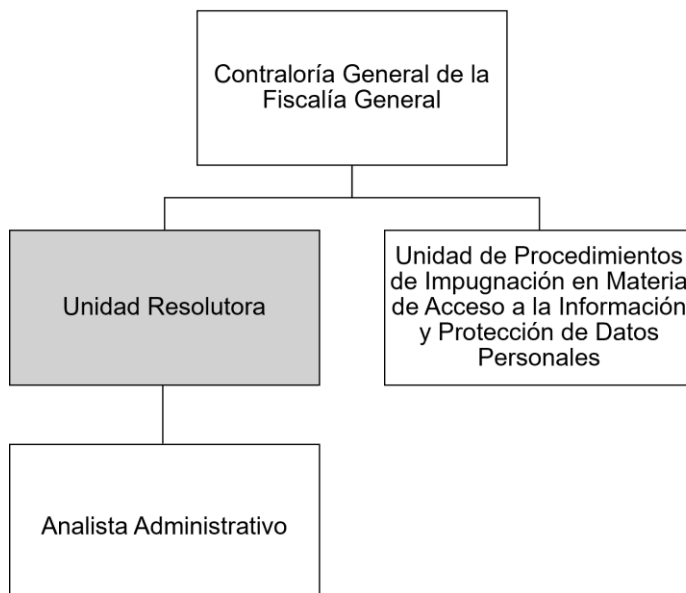 Contraloría General de la
Fiscalía General
Unidad Resolutora
Unidad de Procedimientos
de Impugnación en Materia
de Acceso a la Información
y Protección de Datos
Personales
Analista Administrativo